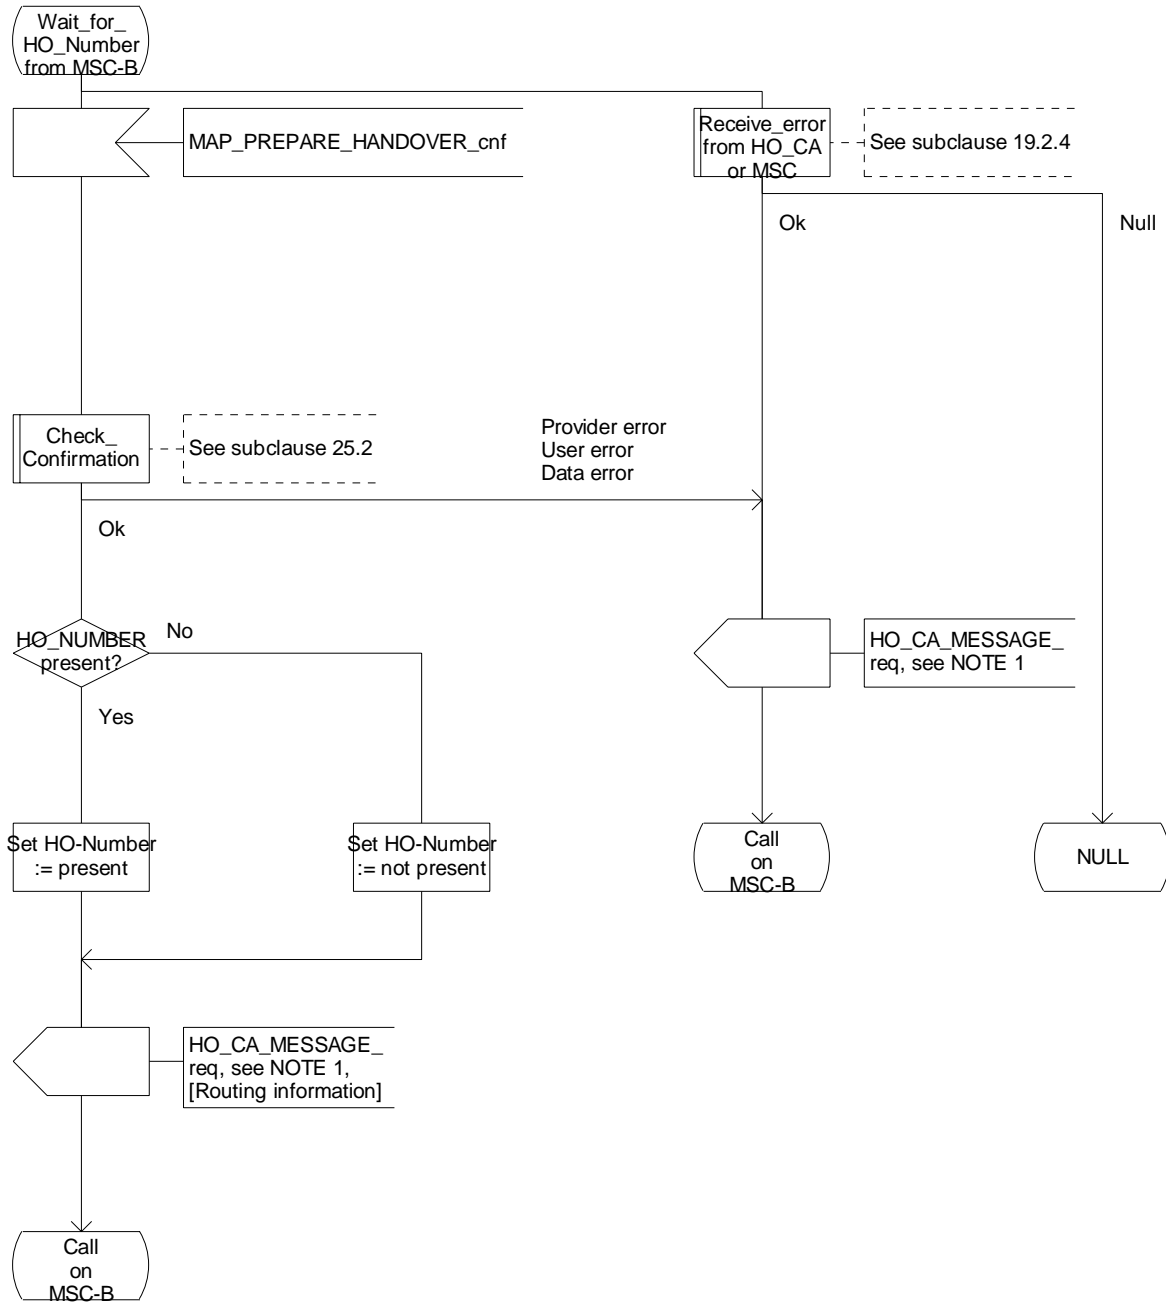 Wait_for_
HO_Number
from MSC-B
MAP_PREPARE_HANDOVER_cnf
Receive_error
from HO_CA
or MSC
See subclause 19.2.4
Ok
Null
Check_
Confirmation
See subclause 25.2
Provider error
User error
Data error
Ok
HO_NUMBER
present?
No
HO_CA_MESSAGE_
req, see NOTE 1
Yes
Set HO-Number
:= present
Set HO-Number
:= not present
Call
on
MSC-B
NULL
HO_CA_MESSAGE_
req, see NOTE 1,
[Routing information]
Call
on
MSC-B